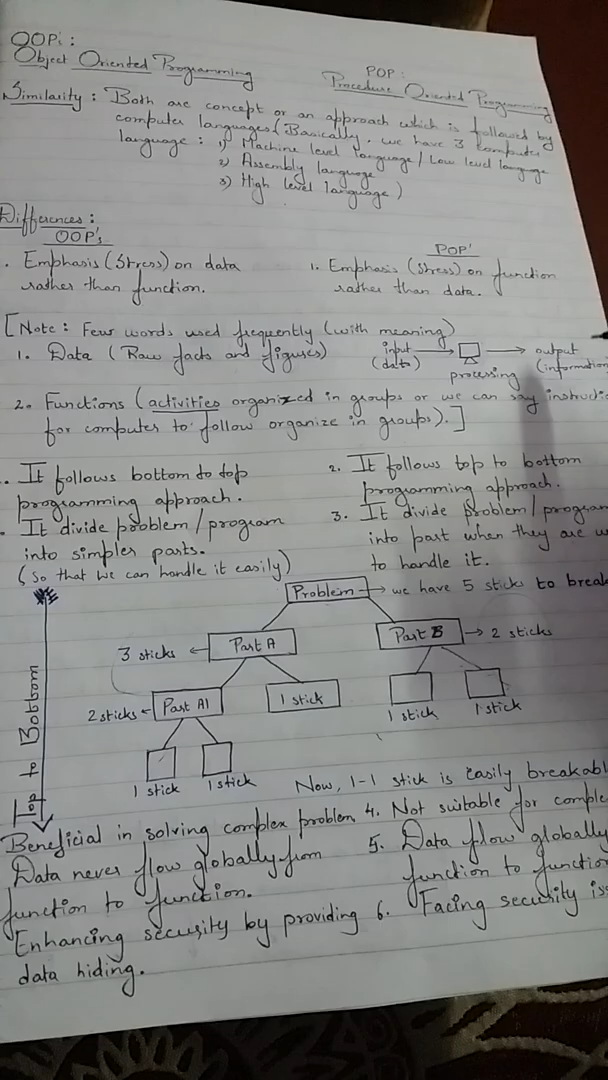 OOPi :
Object Oriented Programming
POP :
Procedure Oriented Programming
Similarity : Both are concept or an approach which is followed by
computer languages (Basically, we have 3 computer
language : 1) Machine level language / Low level language
2) Assembly language
3) High level language)
Differences :
OOP's
POP'
. Emphasis (Stress) on data
rather than function.
1. Emphasis (Stress) on function
rather than data.
[Note : Few words used frequently (with meaning)
1. Data (Raw facts and figures)
input → → output
(data) processing (information
2. Functions (activities organized in groups or we can say
for computer to follow organize in groups).]
. It follows bottom to top
programming approach.
2. It follows top to bottom
programming approach.
. It divide problem / program
into simpler parts.
(So that we can handle it easily)
3. It divide problem / program
into part when they are
to handle it.
Problem → we have 5 sticks to break
3 sticks ← Part A
Part B → 2 sticks
2 sticks ← Part A1
1 stick
1 stick
1 stick
1 stick
1 stick
Top to Bottom
Now, 1-1 stick is easily breakabl
Beneficial in solving complex problem
4. Not suitable for comple
Data never flow globally from
function to function.
5. Data flow globally
function to function
Enhancing security by providing
data hiding.
6. Facing security is